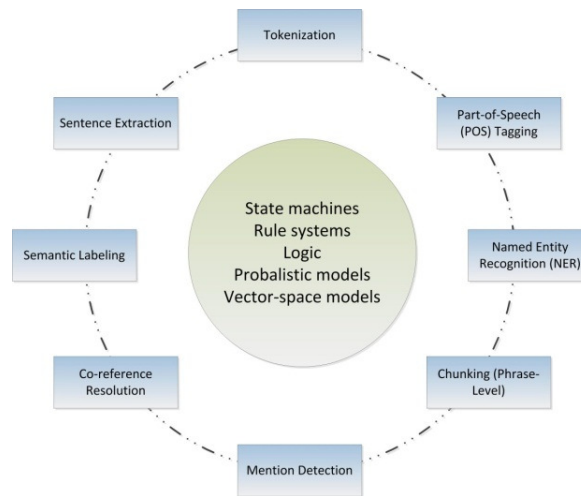 Tokenization
Part-of-Speech
(POS) Tagging
Named Entity
Recognition (NER)
Chunking (Phrase-
Level)
Mention Detection
Co-reference
Resolution
Semantic Labeling
Sentence Extraction
State machines
Rule systems
Logic
Probalistic models
Vector-space models